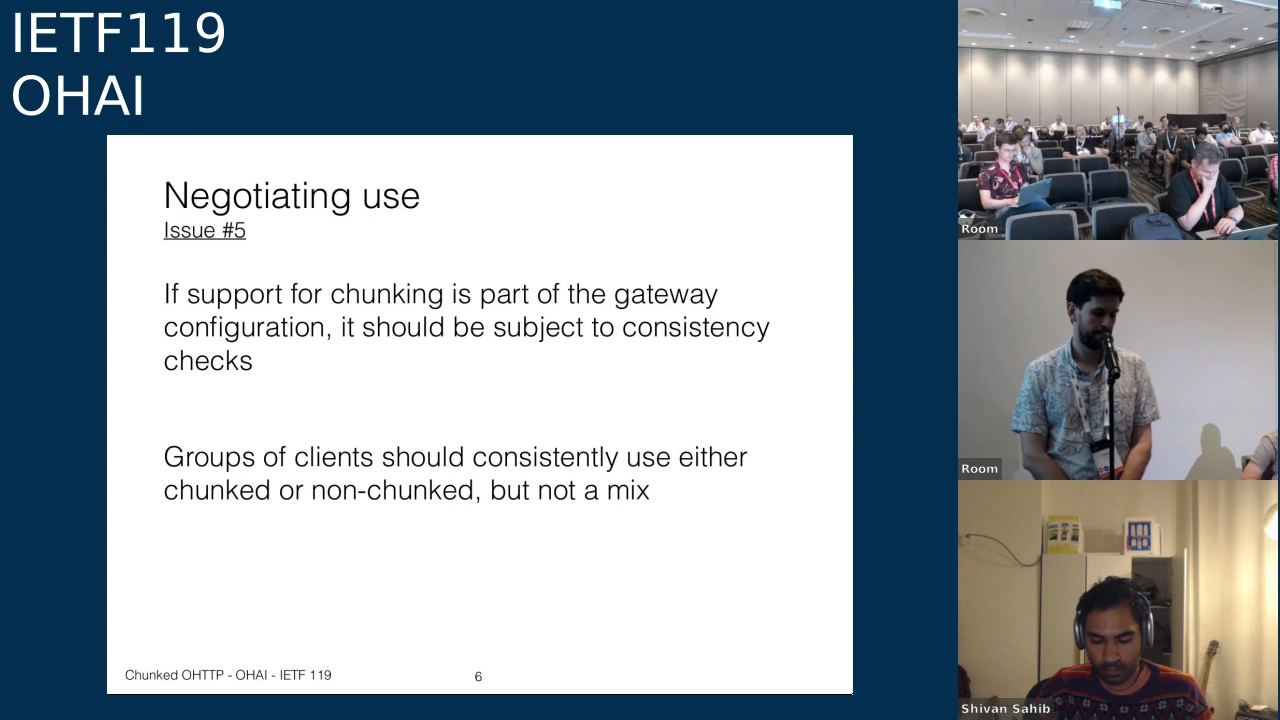 IETF119
OHAI
Negotiating use
Issue #5
If support for chunking is part of the gateway
configuration, it should be subject to consistency
checks
Groups of clients should consistently use either
chunked or non-chunked, but not a mix
Chunked OHTTP - OHAI - IETF 119
6
Room
Room
Shivan Sahib